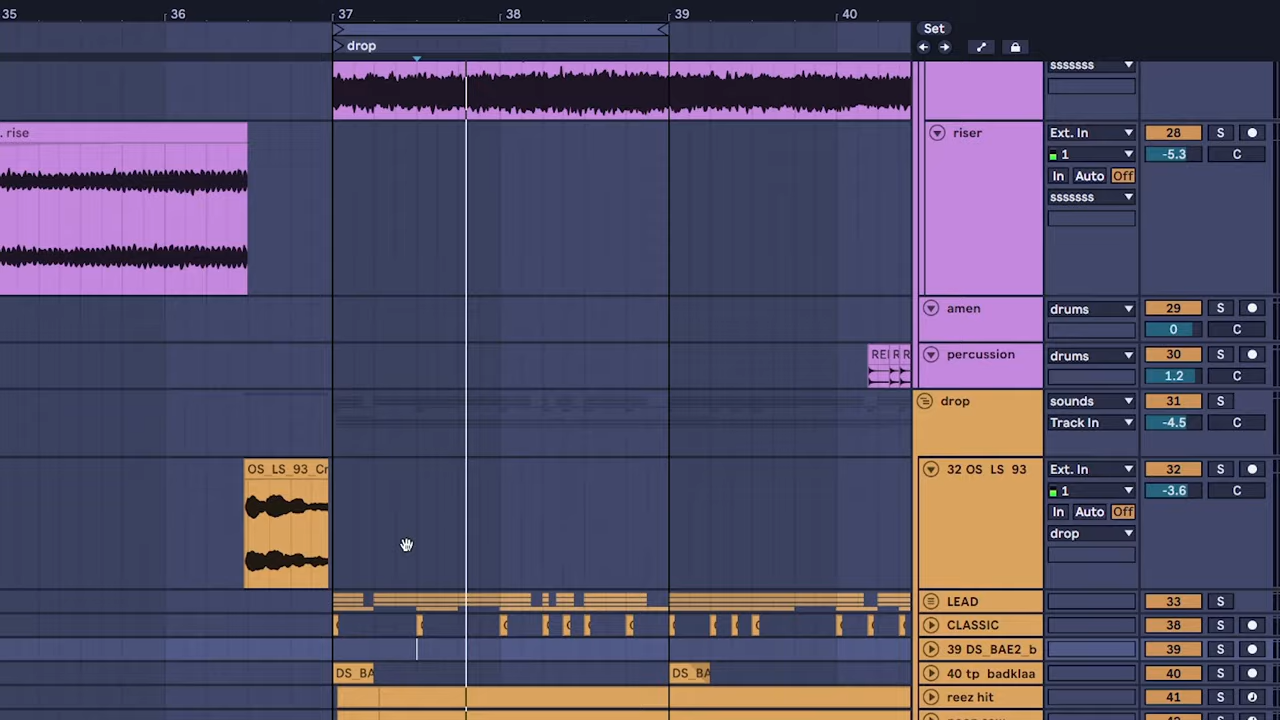 35 36 37 38 39 40
Set
drop
sssssss
. rise
riser Ext. In 28 S
1 -5.3 C
In Auto Off
sssssss
amen drums 29 S
0 C
percussion drums 30 S
1.2 C
drop sounds 31 S
Track In -4.5 C
OS_LS_93_Cr 32 OS LS 93 Ext. In 32 S
1 -3.6 C
In Auto Off
drop
LEAD 33 S
CLASSIC 38 S
39 DS_BAE2_b 39 S
DS_BA DS_BA 40 tp badklaa 40 S
reez hit 41 S